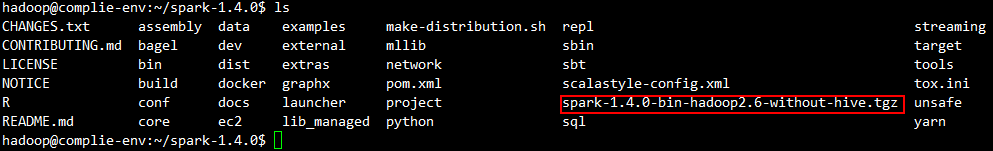 hadoop@complie-env:~/spark-1.4.0$ ls
CHANGES.txt assembly data examples make-distribution.sh repl streaming
CONTRIBUTING.md bagel dev external mllib sbin target
LICENSE bin dist extras network sbt tools
NOTICE build docker graphx pom.xml scalastyle-config.xml tox.ini
R conf docs launcher project spark-1.4.0-bin-hadoop2.6-without-hive.tgz unsafe
README.md core ec2 lib_managed python sql yarn
hadoop@complie-env:~/spark-1.4.0$